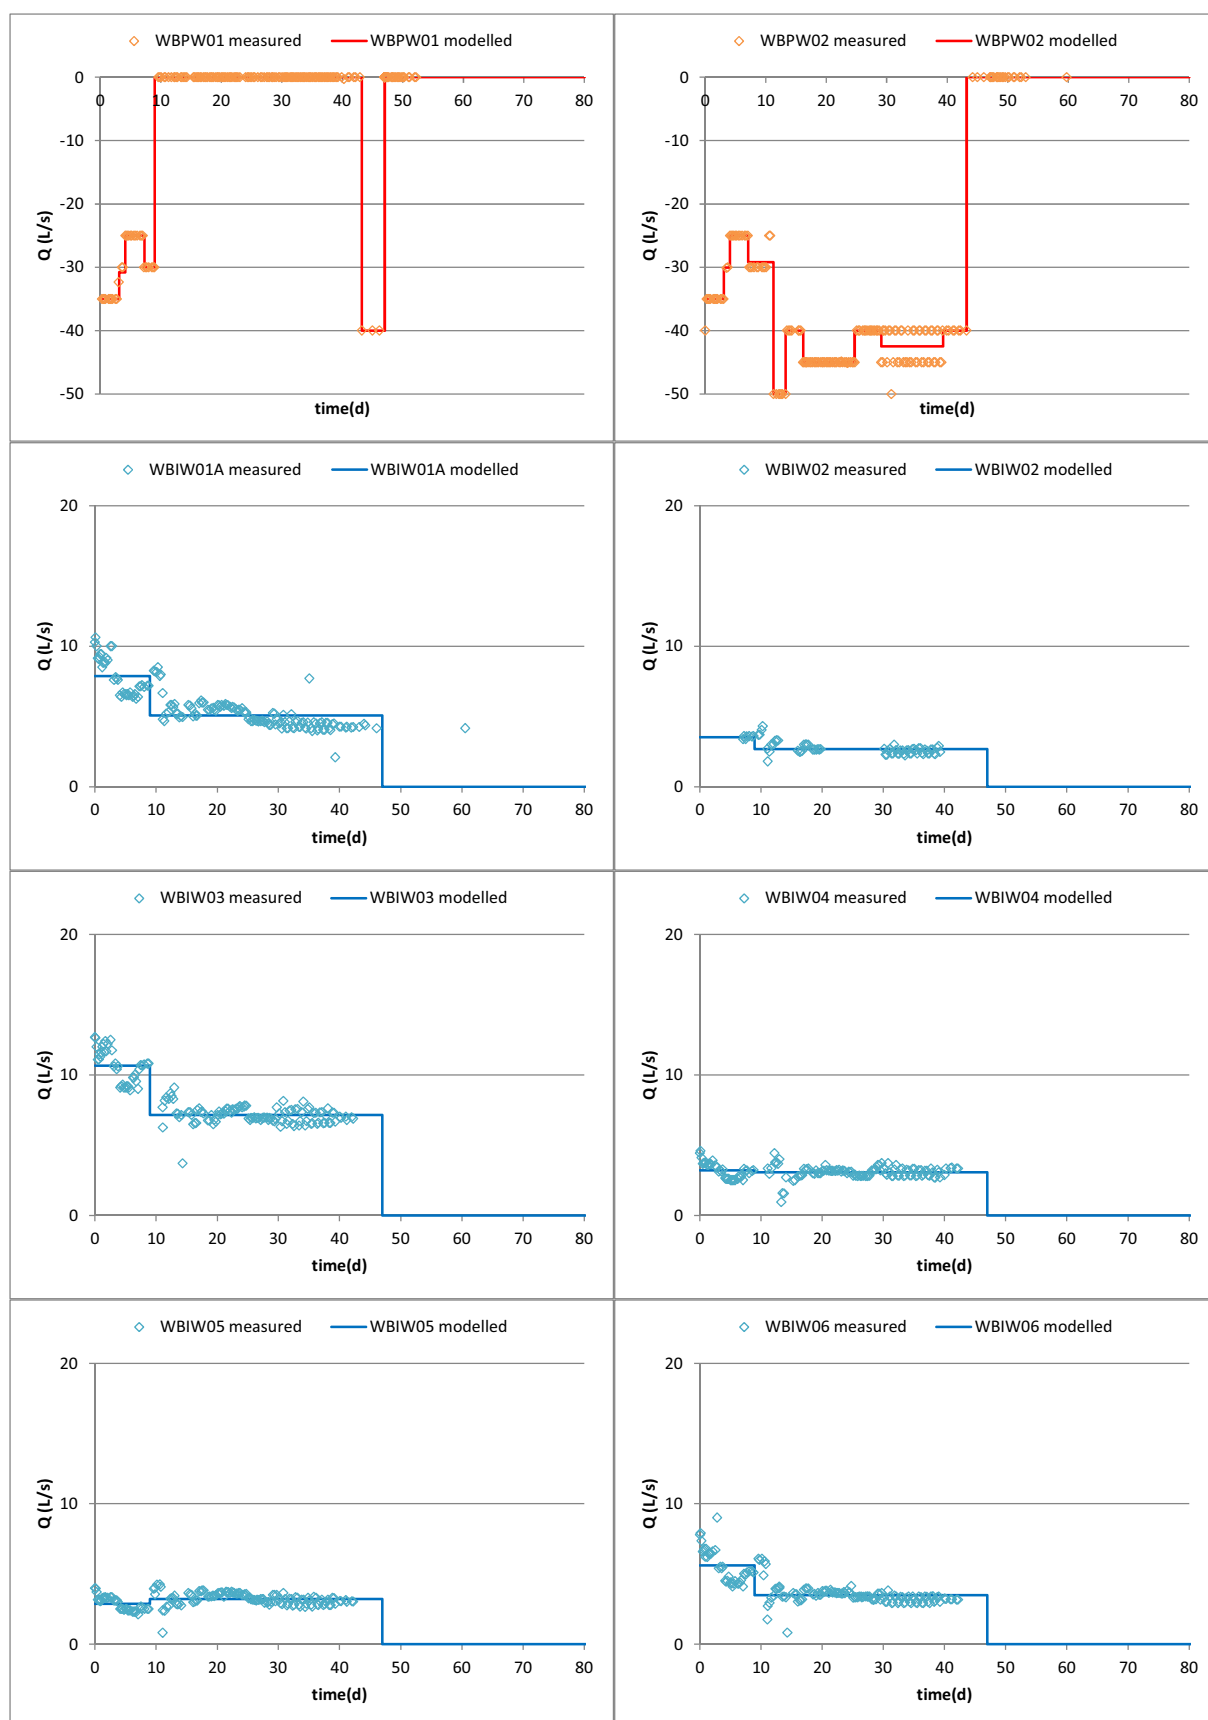 WBPW01 measured WBPW01 modelled
0
-10
-20
-30
-40
-50
0 10 20 30 40 50 60 70 80
Q (L/s)
time(d)
WBPW02 measured WBPW02 modelled
0
-10
-20
-30
-40
-50
0 10 20 30 40 50 60 70 80
Q (L/s)
time(d)
WBIW01A measured WBIW01A modelled
20
10
0
0 10 20 30 40 50 60 70 80
Q (L/s)
time(d)
WBIW02 measured WBIW02 modelled
20
10
0
0 10 20 30 40 50 60 70 80
Q (L/s)
time(d)
WBIW03 measured WBIW03 modelled
20
10
0
0 10 20 30 40 50 60 70 80
Q (L/s)
time(d)
WBIW04 measured WBIW04 modelled
20
10
0
0 10 20 30 40 50 60 70 80
Q (L/s)
time(d)
WBIW05 measured WBIW05 modelled
20
10
0
0 10 20 30 40 50 60 70 80
Q (L/s)
time(d)
WBIW06 measured WBIW06 modelled
20
10
0
0 10 20 30 40 50 60 70 80
Q (L/s)
time(d)